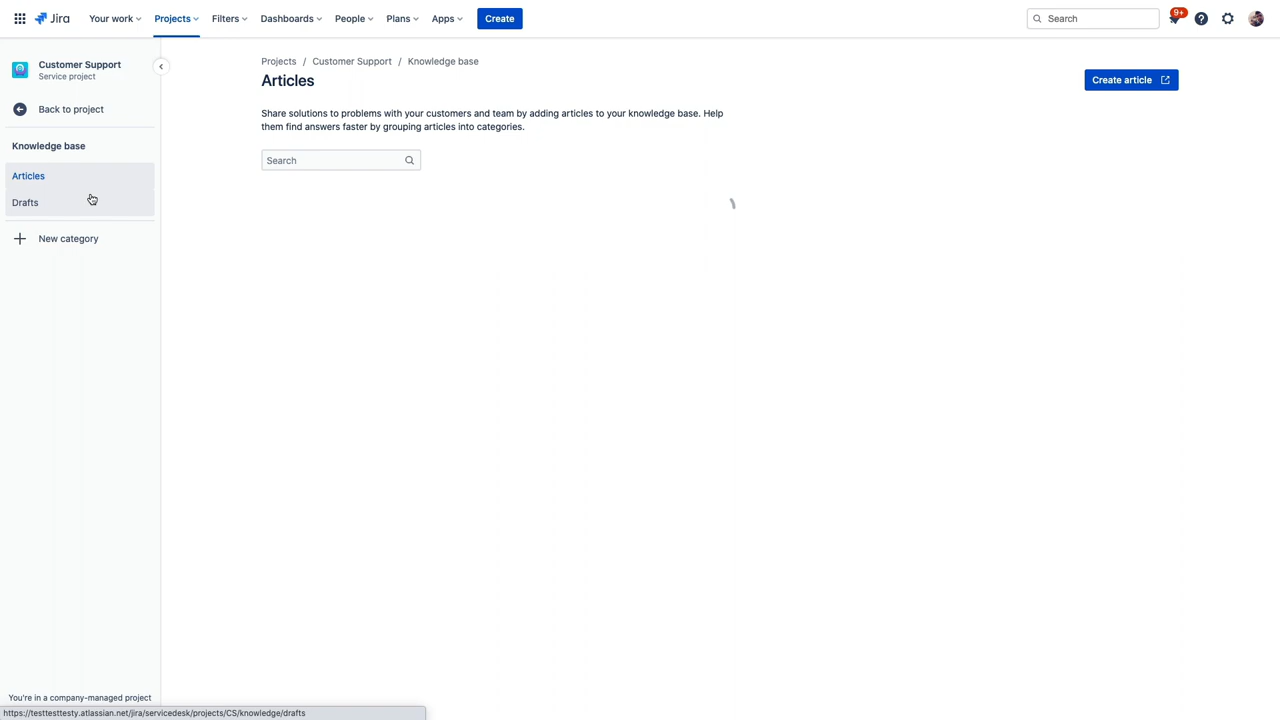 Jira
Your work
Projects
Filters
Dashboards
People
Plans
Apps
Create
Search
9+
Customer Support
Service project
Back to project
Knowledge base
Articles
Drafts
New category
Projects / Customer Support / Knowledge base
Articles
Create article
Share solutions to problems with your customers and team by adding articles to your knowledge base. Help
them find answers faster by grouping articles into categories.
Search
You're in a company-managed project
https://testtesttesty.atlassian.net/jira/servicedesk/projects/CS/knowledge/drafts